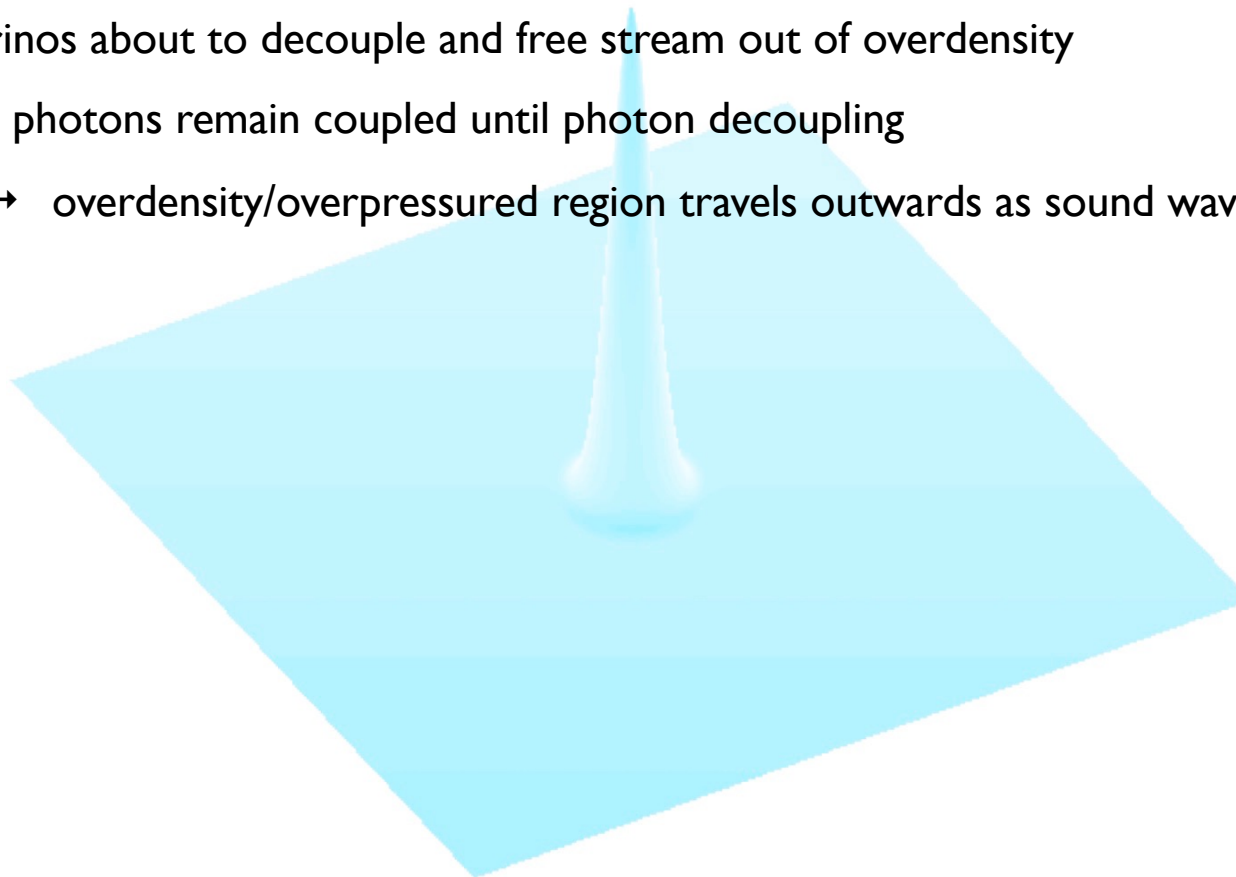 rinos about to decouple and free stream out of overdensity
photons remain coupled until photon decoupling
→ overdensity/overpressured region travels outwards as sound wav